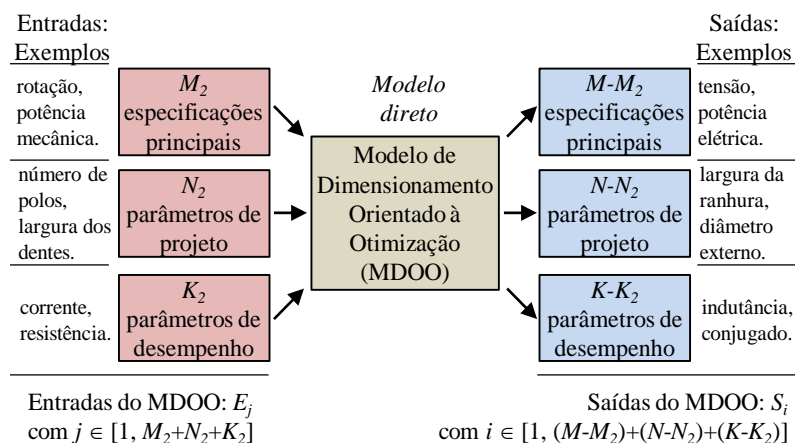 Entradas:
Exemplos
rotação,
potência
mecânica.
número de
polos,
largura dos
dentes.
corrente,
resistência.
M2
especificações
principais
N2
parâmetros de
projeto
K2
parâmetros de
desempenho
Modelo
direto
Modelo de
Dimensionamento
Orientado à
Otimização
(MDOO)
M-M2
especificações
principais
N-N2
parâmetros de
projeto
K-K2
parâmetros de
desempenho
Saídas:
Exemplos
tensão,
potência
elétrica.
largura da
ranhura,
diâmetro
externo.
indutância,
conjugado.
Entradas do MDOO: Ej
com j ∈ [1, M2+N2+K2]
Saídas do MDOO: Si
com i ∈ [1, (M-M2)+(N-N2)+(K-K2)]